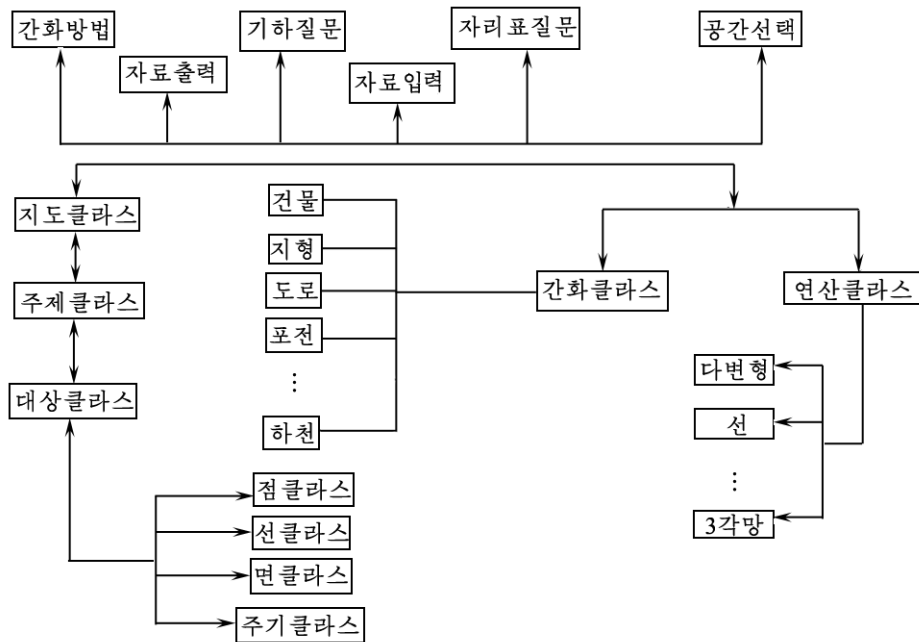 간화방법
기하질문
자리표질문
공간선택
자료출력
자료입력
지도클라스
건물
지형
주제클라스
도로
간화클라스
연산클라스
포전
⋮
다변형
대상클라스
하천
선
⋮
점클라스
선클라스
3각망
면클라스
주기클라스